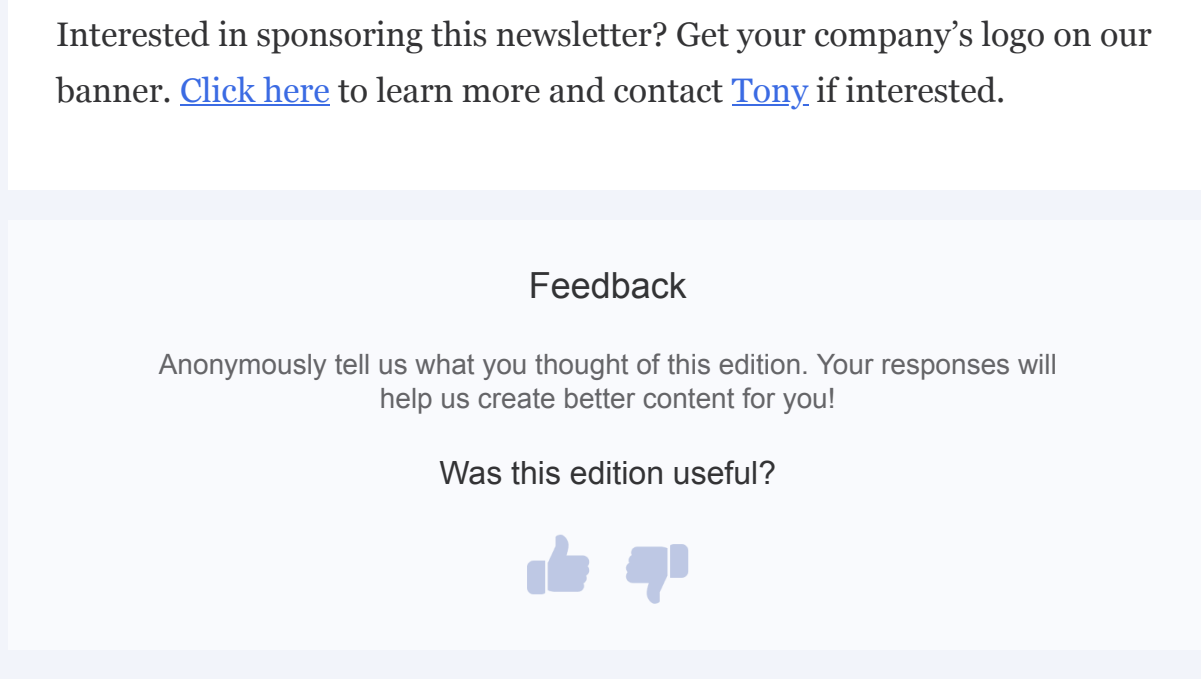 Interested in sponsoring this newsletter? Get your company’s logo on our
banner. Click here to learn more and contact Tony if interested.
Feedback
Anonymously tell us what you thought of this edition. Your responses will
help us create better content for you!
Was this edition useful?